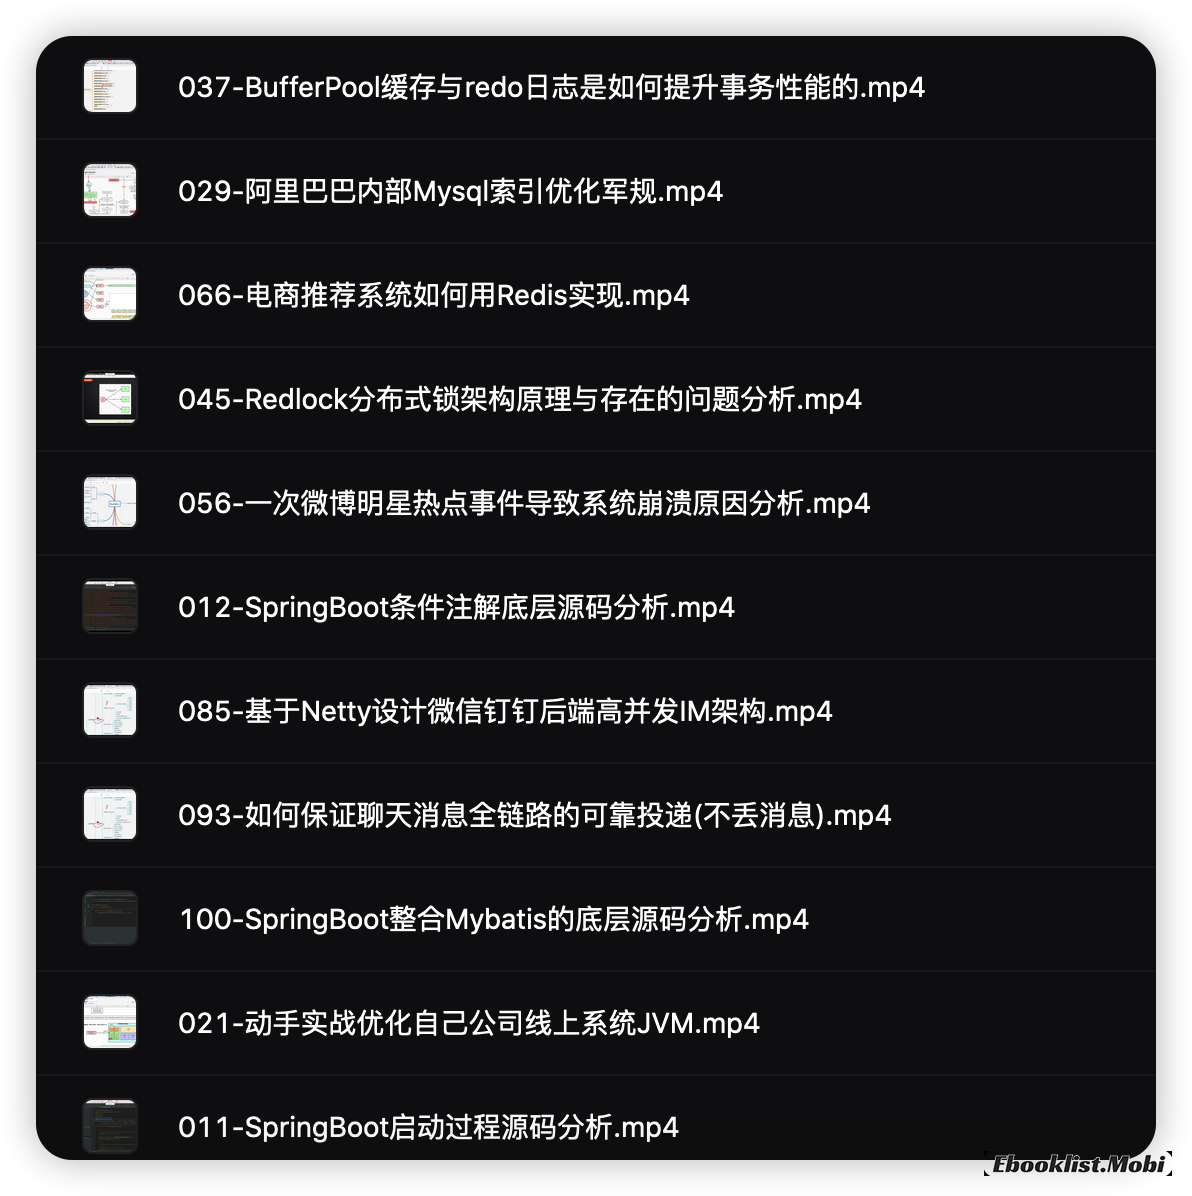 037-BufferPool缓存与redo日志是如何提升事务性能的.mp4
029-阿里巴巴内部Mysql索引优化军规.mp4
066-电商推荐系统如何用Redis实现.mp4
045-Redlock分布式锁架构原理与存在的问题分析.mp4
056-一次微博明星热点事件导致系统崩溃原因分析.mp4
012-SpringBoot条件注解底层源码分析.mp4
085-基于Netty设计微信钉钉后端高并发IM架构.mp4
093-如何保证聊天消息全链路的可靠投递(不丢消息).mp4
100-SpringBoot整合Mybatis的底层源码分析.mp4
021-动手实战优化自己公司线上系统JVM.mp4
011-SpringBoot启动过程源码分析.mp4
Ebooklist.Mobi